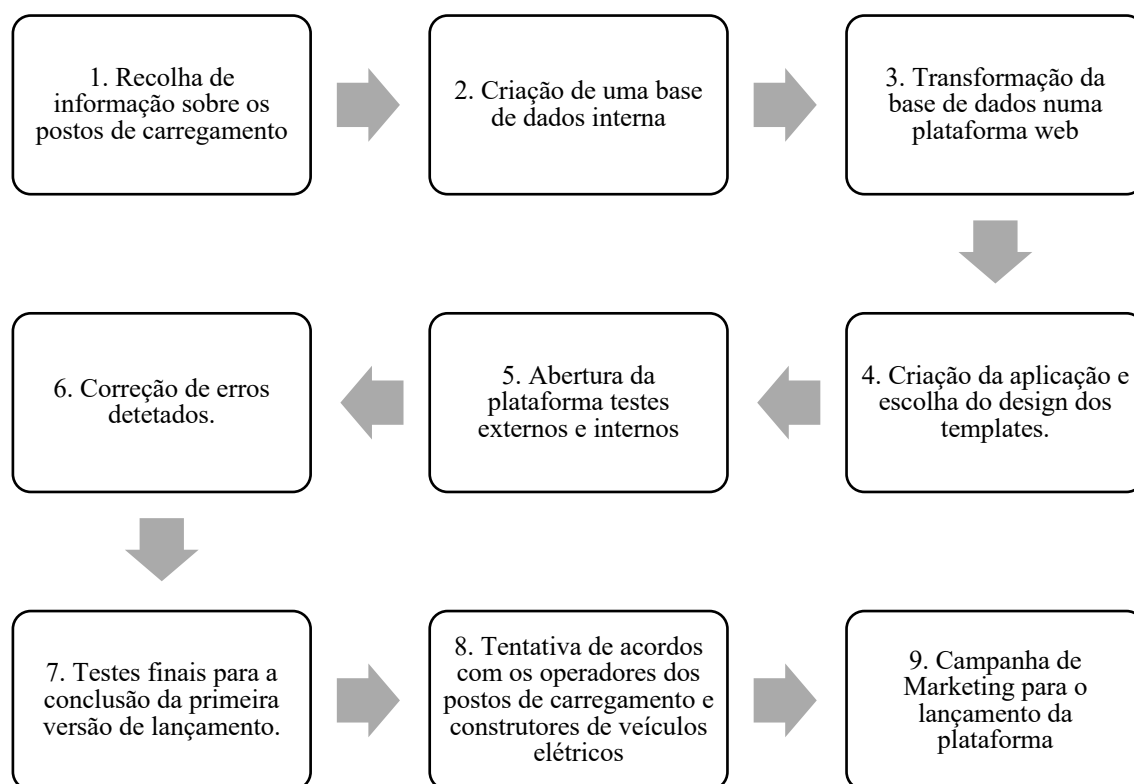 1. Recolha de
informação sobre os
postos de carregamento
2. Criação de uma base
de dados interna
3. Transformação da
base de dados numa
plataforma web
4. Criação da aplicação e
escolha do design dos
templates.
5. Abertura da
plataforma testes
externos e internos
6. Correção de erros
detetados.
7. Testes finais para a
conclusão da primeira
versão de lançamento.
8. Tentativa de acordos
com os operadores dos
postos de carregamento e
construtores de veículos
elétricos
9. Campanha de
Marketing para o
lançamento da
plataforma